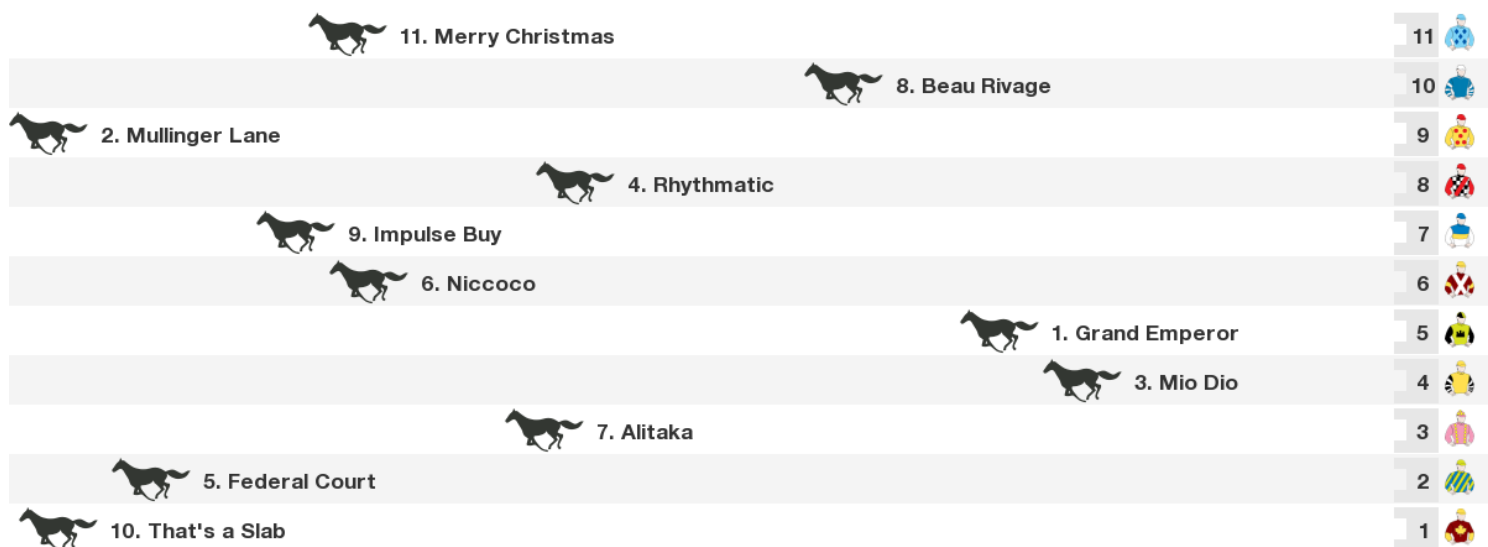 11. Merry Christmas 11
8. Beau Rivage 10
2. Mullinger Lane 9
4. Rhythmatic 8
9. Impulse Buy 7
6. Niccoco 6
1. Grand Emperor 5
3. Mio Dio 4
7. Alitaka 3
5. Federal Court 2
10. That's a Slab 1